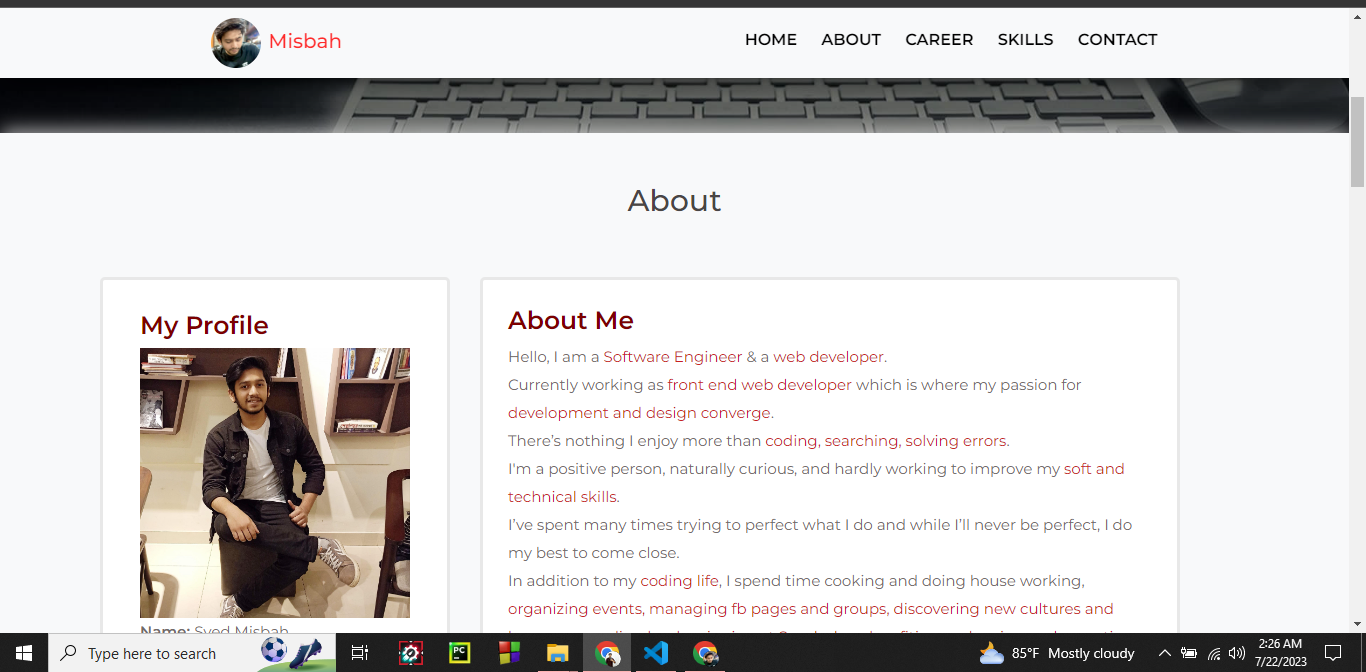 Misbah
HOME ABOUT CAREER SKILLS CONTACT
About
My Profile
Name: Syed Misbah
About Me
Hello, I am a Software Engineer & a web developer.
Currently working as front end web developer which is where my passion for
development and design converge.
There’s nothing I enjoy more than coding, searching, solving errors.
I'm a positive person, naturally curious, and hardly working to improve my soft and
technical skills.
I’ve spent many times trying to perfect what I do and while I’ll never be perfect, I do
my best to come close.
In addition to my coding life, I spend time cooking and doing house working,
organizing events, managing fb pages and groups, discovering new cultures and
Type here to search
PC
85°F Mostly cloudy
2:26 AM
7/22/2023